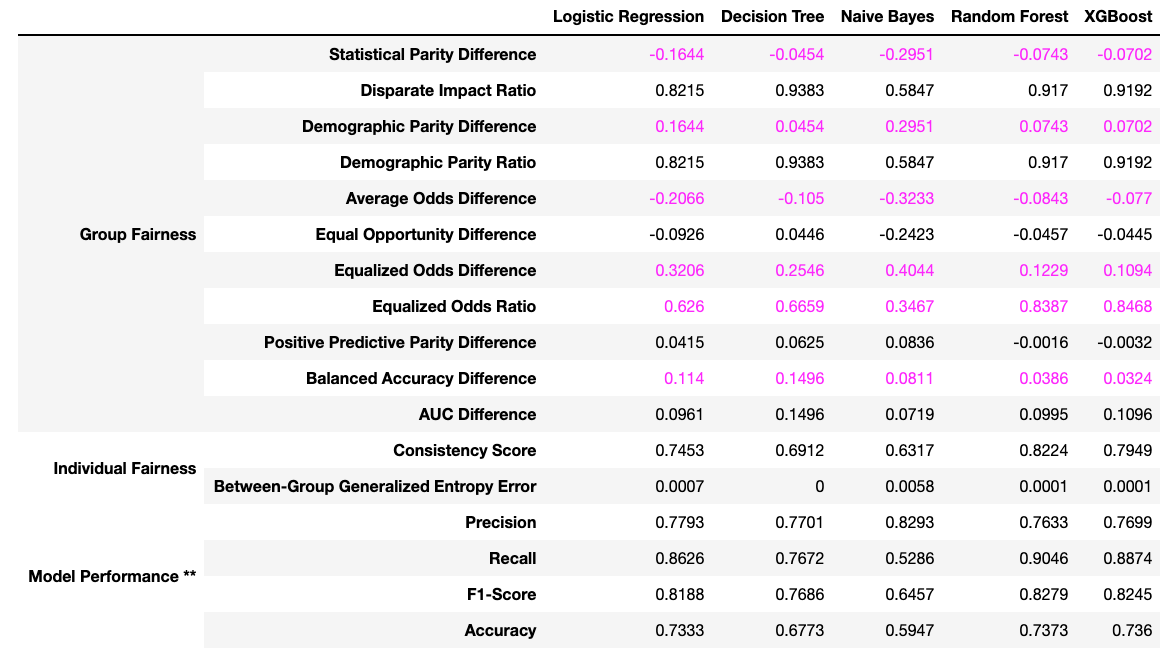 Logistic Regression Decision Tree Naive Bayes Random Forest XGBoost
Statistical Parity Difference -0.1644 -0.0454 -0.2951 -0.0743 -0.0702
Disparate Impact Ratio 0.8215 0.9383 0.5847 0.917 0.9192
Demographic Parity Difference 0.1644 0.0454 0.2951 0.0743 0.0702
Demographic Parity Ratio 0.8215 0.9383 0.5847 0.917 0.9192
Average Odds Difference -0.2066 -0.105 -0.3233 -0.0843 -0.077
Group Fairness Equal Opportunity Difference -0.0926 0.0446 -0.2423 -0.0457 -0.0445
Equalized Odds Difference 0.3206 0.2546 0.4044 0.1229 0.1094
Equalized Odds Ratio 0.626 0.6659 0.3467 0.8387 0.8468
Positive Predictive Parity Difference 0.0415 0.0625 0.0836 -0.0016 -0.0032
Balanced Accuracy Difference 0.114 0.1496 0.0811 0.0386 0.0324
AUC Difference 0.0961 0.1496 0.0719 0.0995 0.1096
Individual Fairness Consistency Score 0.7453 0.6912 0.6317 0.8224 0.7949
Between-Group Generalized Entropy Error 0.0007 0 0.0058 0.0001 0.0001
Precision 0.7793 0.7701 0.8293 0.7633 0.7699
Model Performance ** Recall 0.8626 0.7672 0.5286 0.9046 0.8874
F1-Score 0.8188 0.7686 0.6457 0.8279 0.8245
Accuracy 0.7333 0.6773 0.5947 0.7373 0.736